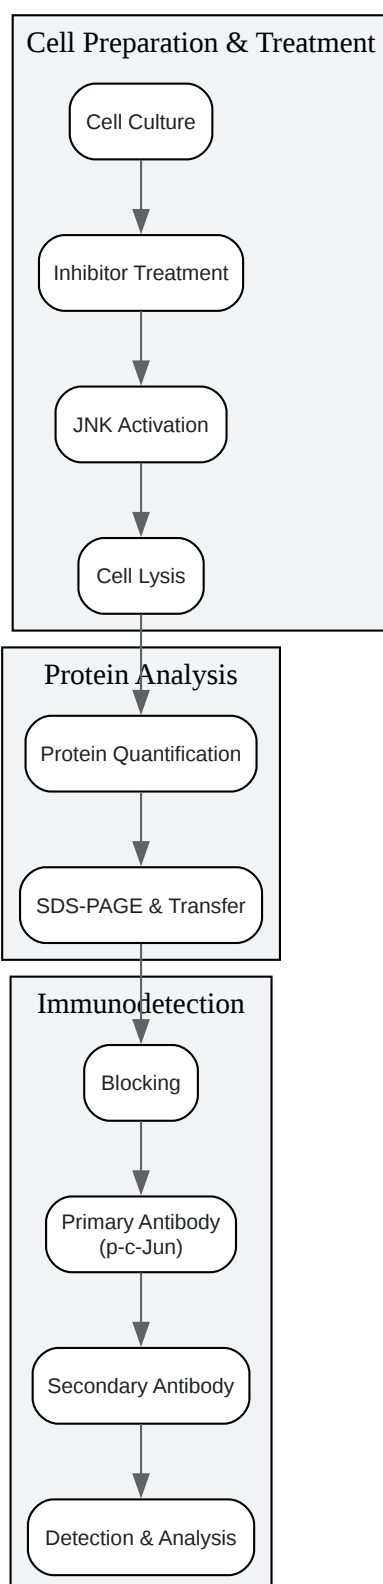 Cell Preparation & Treatment
Cell Culture
Inhibitor Treatment
JNK Activation
Cell Lysis
Protein Analysis
Protein Quantification
SDS-PAGE & Transfer
Immunodetection
Blocking
Primary Antibody
(p-c-Jun)
Secondary Antibody
Detection & Analysis